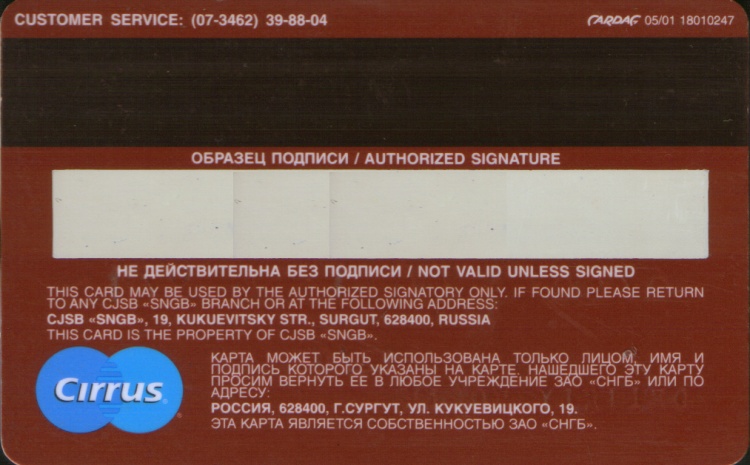 CUSTOMER SERVICE: (07-3462) 39-88-04
CARDAG 05/01 18010247
ОБРАЗЕЦ ПОДПИСИ / AUTHORIZED SIGNATURE
НЕ ДЕЙСТВИТЕЛЬНА БЕЗ ПОДПИСИ / NOT VALID UNLESS SIGNED
THIS CARD MAY BE USED BY THE AUTHORIZED SIGNATORY ONLY. IF FOUND PLEASE RETURN
TO ANY CJSB «SNGB» BRANCH OR AT THE FOLLOWING ADDRESS:
CJSB «SNGB», 19, KUKUEVITSKY STR., SURGUT, 628400, RUSSIA
THIS CARD IS THE PROPERTY OF CJSB «SNGB».
Cirrus
КАРТА МОЖЕТ БЫТЬ ИСПОЛЬЗОВАНА ТОЛЬКО ЛИЦОМ, ИМЯ И
ПОДПИСЬ КОТОРОГО УКАЗАНЫ НА КАРТЕ. НАШЕДШЕГО ЭТУ КАРТУ
ПРОСИМ ВЕРНУТЬ ЕЕ В ЛЮБОЕ УЧРЕЖДЕНИЕ ЗАО «СНГБ» ИЛИ ПО
АДРЕСУ:
РОССИЯ, 628400, Г.СУРГУТ, УЛ. КУКУЕВИЦКОГО, 19.
ЭТА КАРТА ЯВЛЯЕТСЯ СОБСТВЕННОСТЬЮ ЗАО «СНГБ».